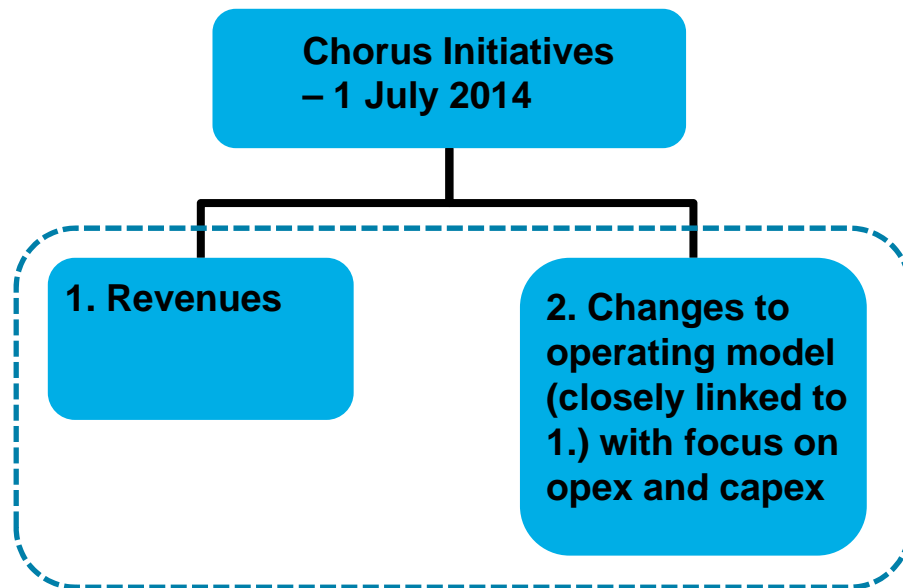 Chorus Initiatives
– 1 July 2014
1. Revenues
2. Changes to
operating model
(closely linked to
1.) with focus on
opex and capex